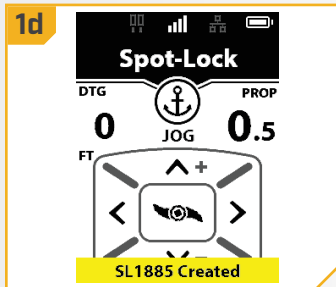 1d
Spot-Lock
DTG PROP
0 JOG 0.5
FT
+
SL1885 Created